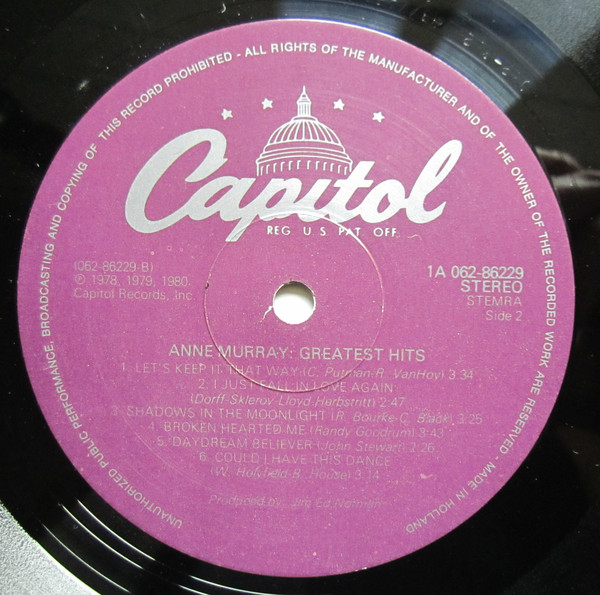 UNAUTHORIZED PUBLIC PERFORMANCE, BROADCASTING AND COPYING OF THIS RECORD PROHIBITED - ALL RIGHTS OF THE MANUFACTURER AND OF THE OWNER OF THE RECORDED WORK ARE RESERVED - MADE IN HOLLAND
Capitol
REG. U.S. PAT. OFF.
(062-86229 B)
℗ 1978, 1979, 1980
Capitol Records, Inc.
1A 062-86229
STEREO
STEMRA
Side 2
ANNE MURRAY: GREATEST HITS
1. LET'S KEEP IT THAT WAY (C. Putman-R. VanHoy) 3:34
2. I JUST FALL IN LOVE AGAIN
(Dorff-Sklerov-Lloyd-Herbstritt) 2:47
3. SHADOWS IN THE MOONLIGHT (R. Bourke-C. Black) 3:25
4. BROKEN HEARTED ME (Randy Goodrum) 3:43
5. DAYDREAM BELIEVER (John Stewart) 2:26
6. COULD I HAVE THIS DANCE
(W. Holyfield-B. House) 3:14
Produced by: Jim Ed Norman